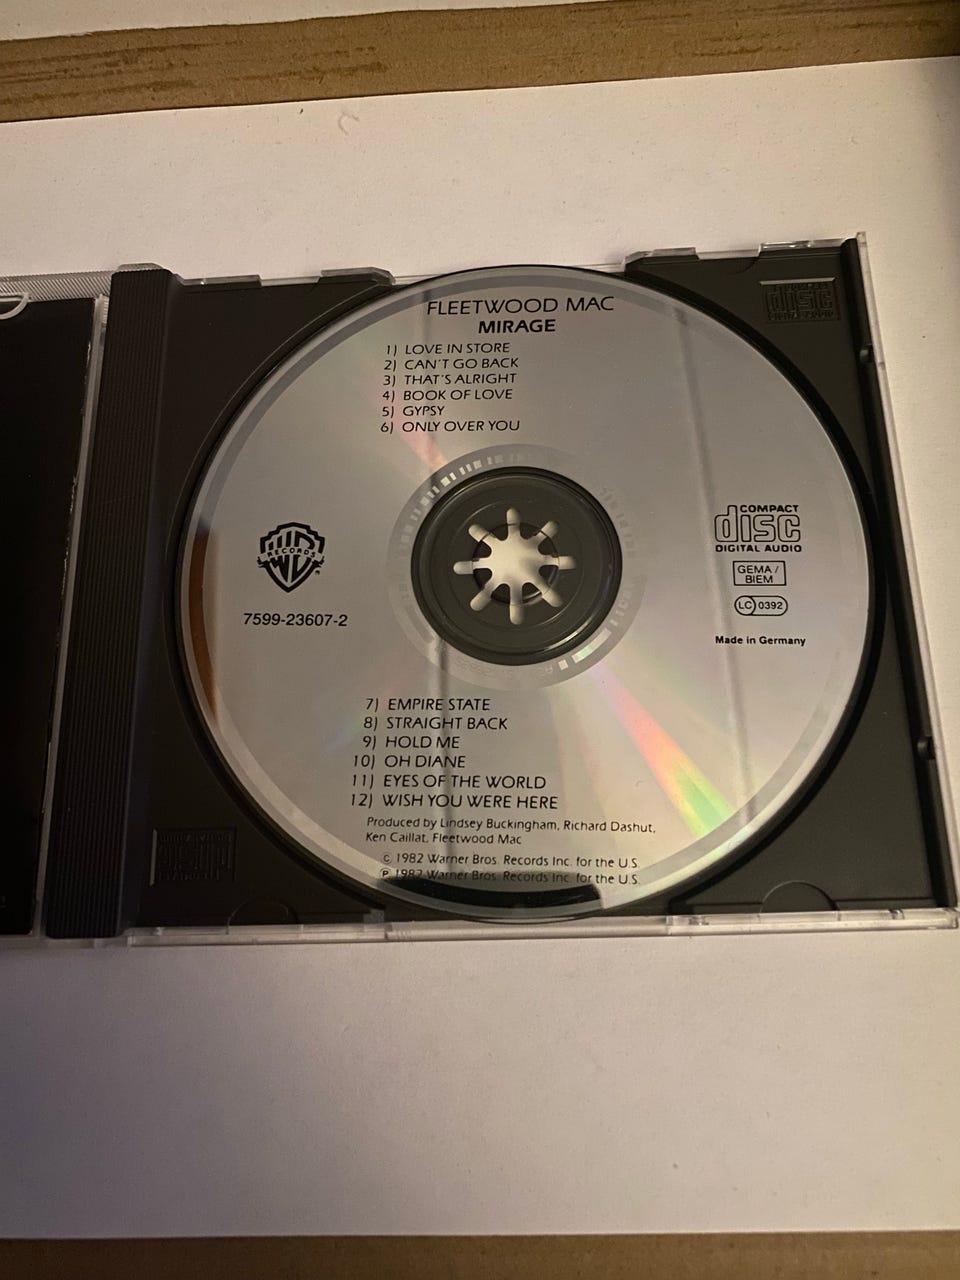 FLEETWOOD MAC
MIRAGE
1) LOVE IN STORE
2) CAN'T GO BACK
3) THAT'S ALRIGHT
4) BOOK OF LOVE
5) GYPSY
6) ONLY OVER YOU
WB
RECORDS
7599-23607-2
COMPACT
disc
DIGITAL AUDIO
GEMA/
BIEM
LC 0392
Made in Germany
7) EMPIRE STATE
8) STRAIGHT BACK
9) HOLD ME
10) OH DIANE
11) EYES OF THE WORLD
12) WISH YOU WERE HERE
Produced by Lindsey Buckingham, Richard Dashut,
Ken Caillat, Fleetwood Mac
© 1982 Warner Bros. Records Inc. for the U.S.
℗ 1982 Warner Bros. Records Inc. for the U.S.
COMPACT
disc
DIGITAL AUDIO